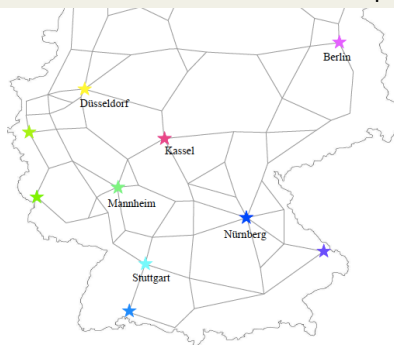 Berlin
Düsseldorf
Kassel
Mannheim
Nürnberg
Stuttgart